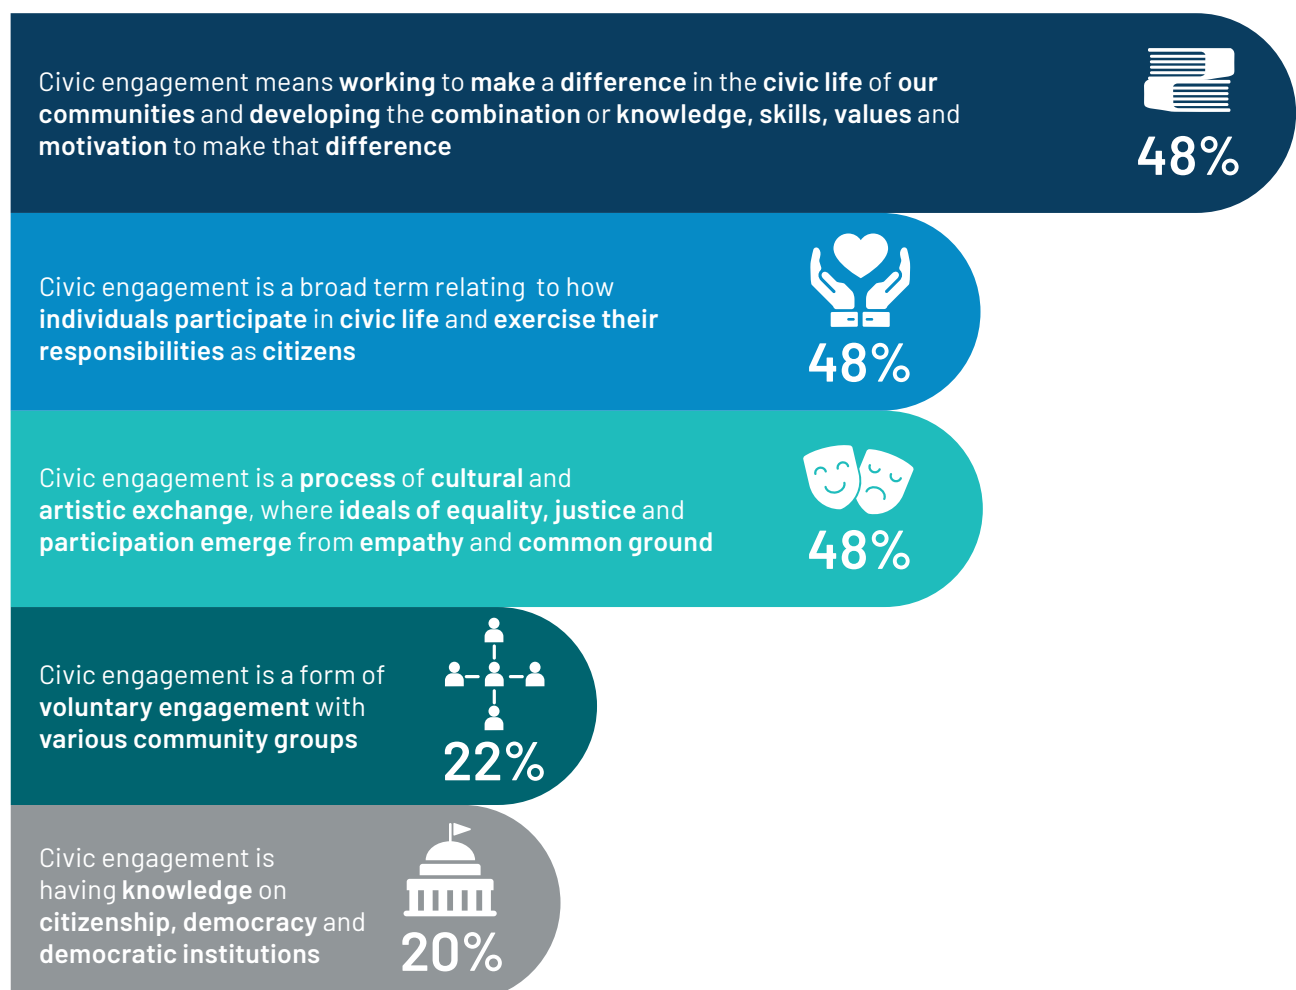 Civic engagement means working to make a difference in the civic life of our
communities and developing the combination or knowledge, skills, values and
motivation to make that difference
48%
Civic engagement is a broad term relating  to how
individuals participate in civic life and exercise their
responsibilities as citizens
48%
Civic engagement is a process of cultural and
artistic exchange, where ideals of equality, justice and
participation emerge from empathy and common ground
48%
Civic engagement is a form of
voluntary engagement with
various community groups
22%
Civic engagement is
having knowledge on
citizenship, democracy and
democratic institutions
20%